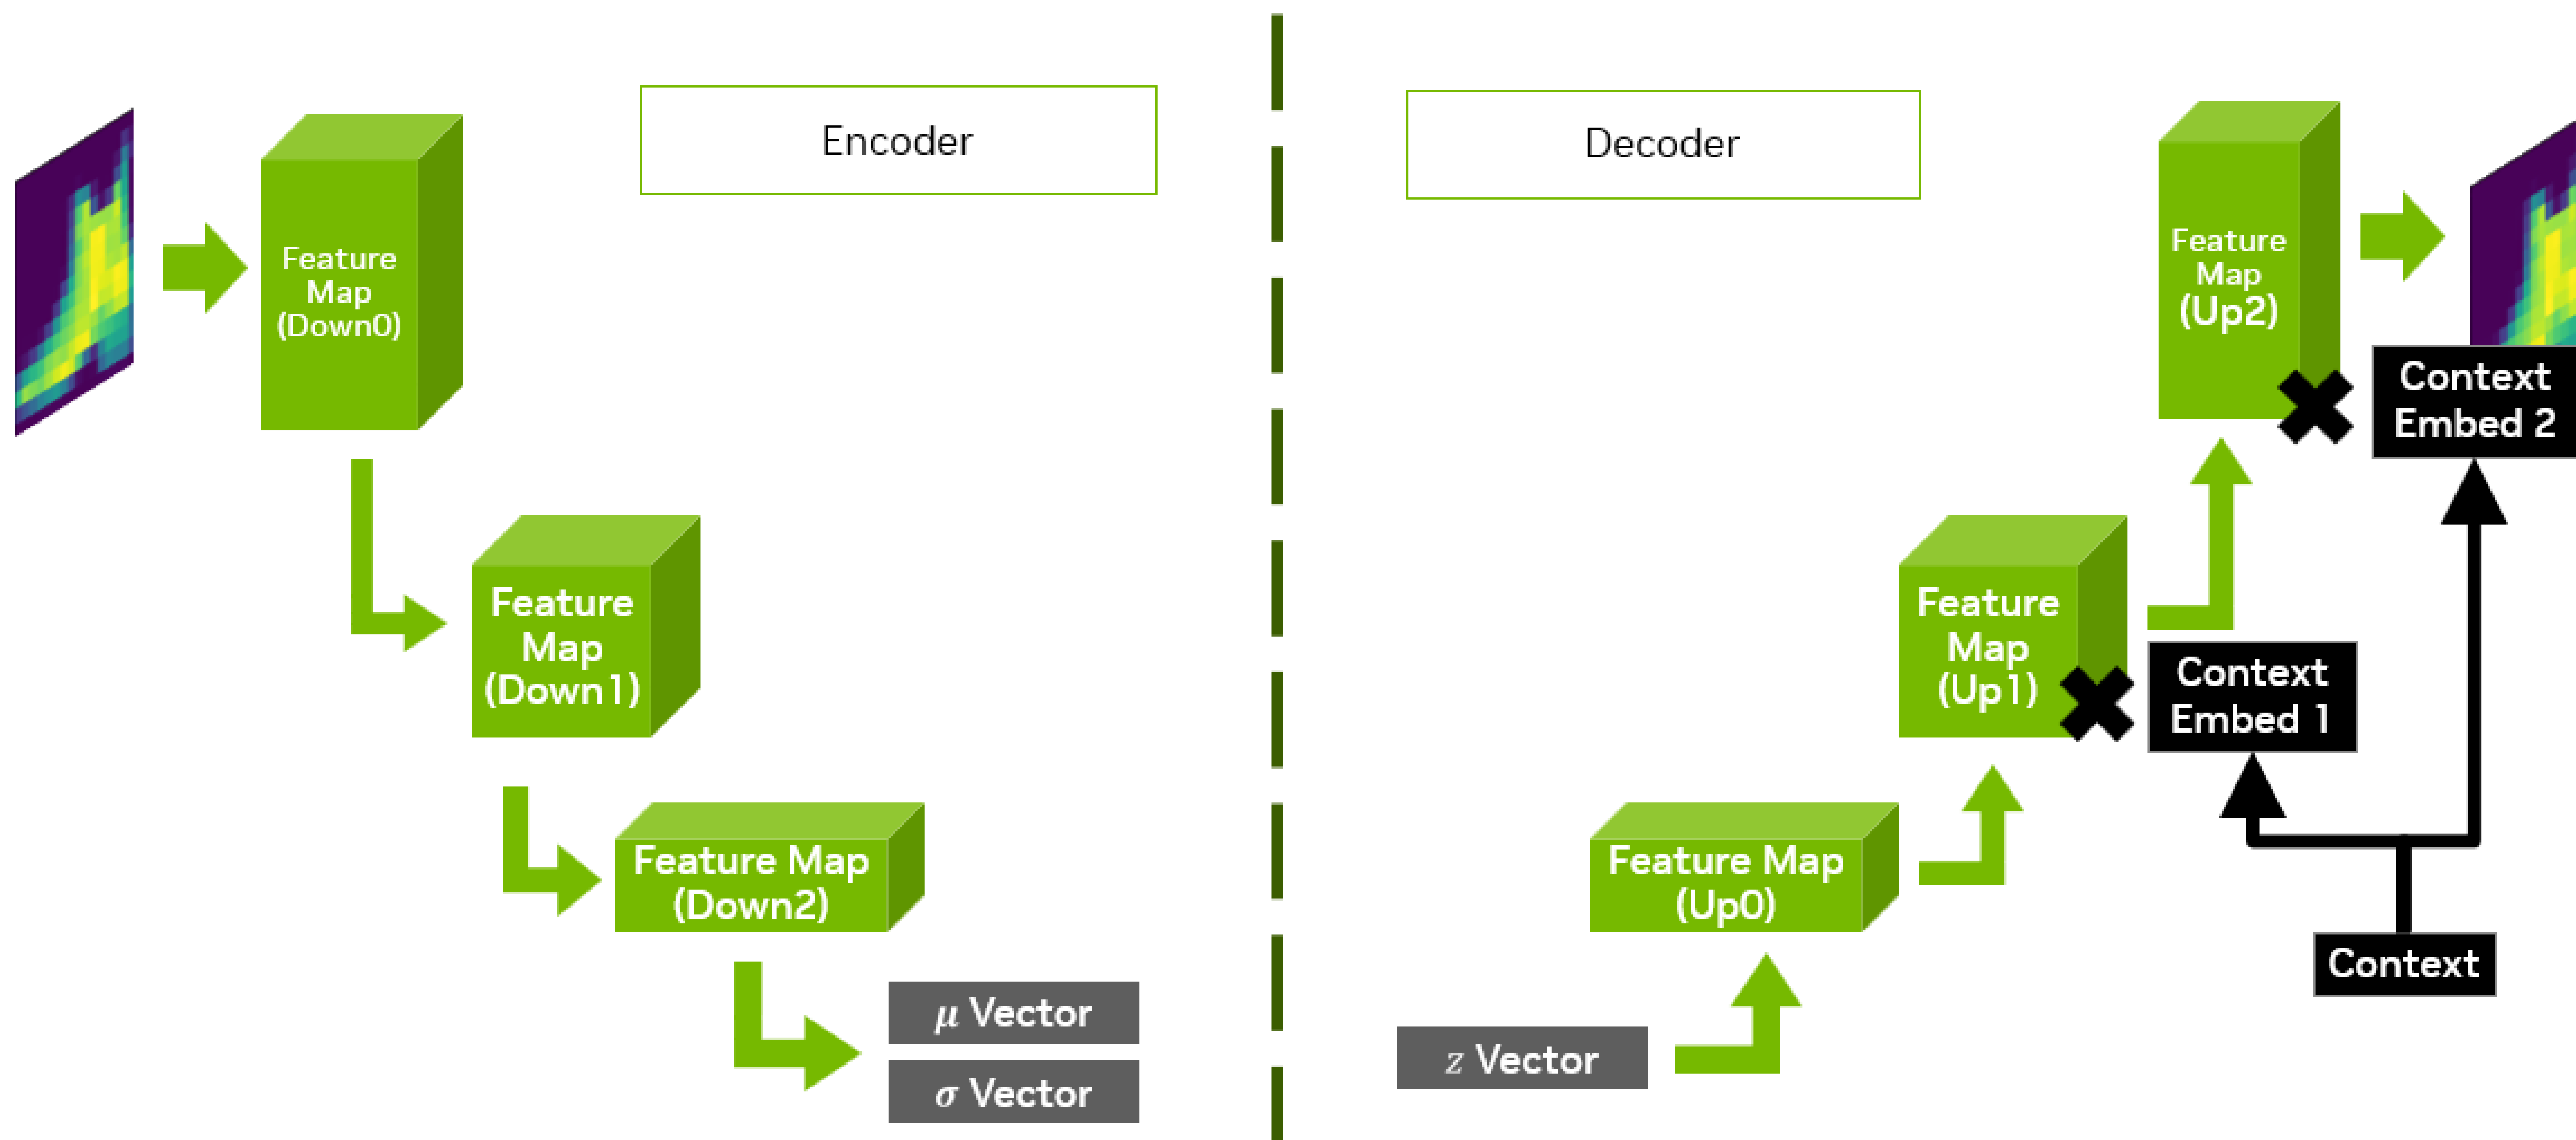 Encoder
Feature
Map
(Down0)
Feature
Map
(Down1)
Feature Map
(Down2)
μ Vector
σ Vector
Decoder
Feature
Map
(Up2)
Context
Embed 2
Feature
Map
(Up1)
Context
Embed 1
Feature Map
(Up0)
Context
z Vector